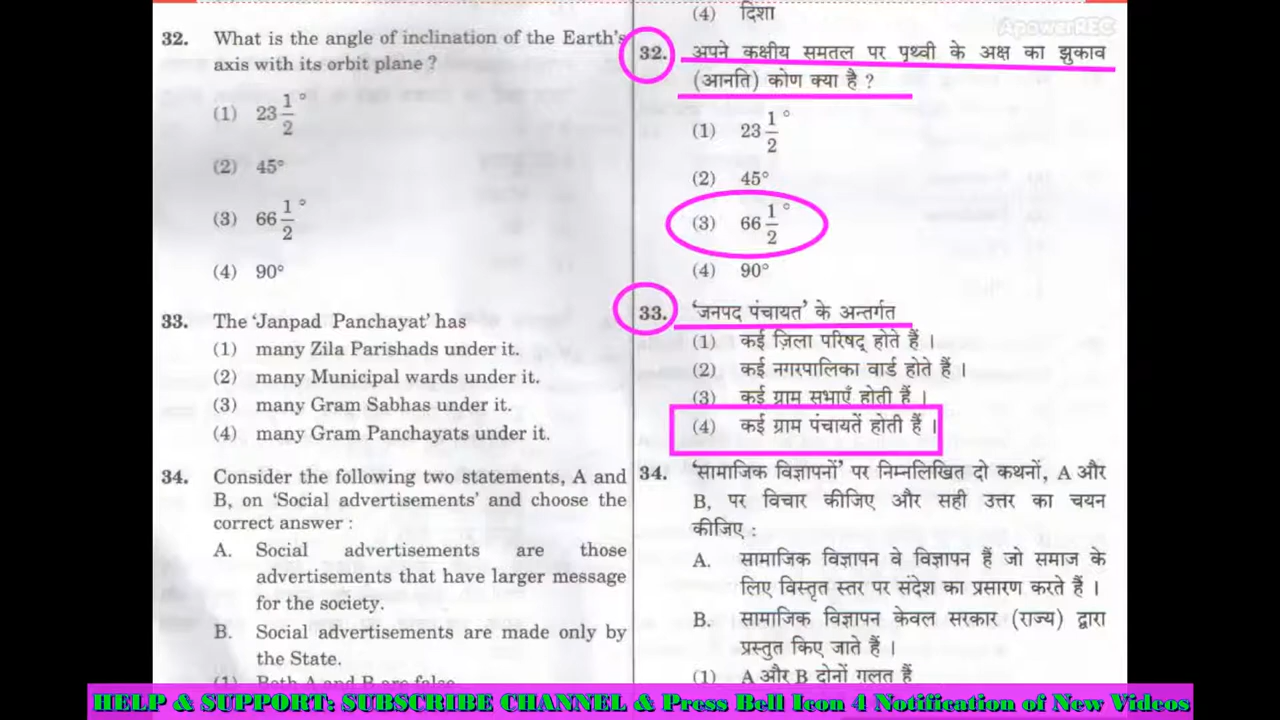 ApowerREC
32. What is the angle of inclination of the Earth's
axis with its orbit plane ?
(1) 23 1/2°
(2) 45°
(3) 66 1/2°
(4) 90°
33. The 'Janpad Panchayat' has
(1) many Zila Parishads under it.
(2) many Municipal wards under it.
(3) many Gram Sabhas under it.
(4) many Gram Panchayats under it.
34. Consider the following two statements, A and
B, on 'Social advertisements' and choose the
correct answer :
A. Social advertisements are those
advertisements that have larger message
for the society.
B. Social advertisements are made only by
the State.
(1) Both A and B are false
(4) दिशा
32. अपने कक्षीय समतल पर पृथ्वी के अक्ष का झुकाव
(आनति) कोण क्या है ?
(1) 23 1/2°
(2) 45°
(3) 66 1/2°
(4) 90°
33. 'जनपद पंचायत' के अन्तर्गत
(1) कई ज़िला परिषद् होते हैं ।
(2) कई नगरपालिका वार्ड होते हैं ।
(3) कई ग्राम सभाएँ होती हैं ।
(4) कई ग्राम पंचायतें होती हैं ।
34. 'सामाजिक विज्ञापनों' पर निम्नलिखित दो कथनों, A और
B, पर विचार कीजिए और सही उत्तर का चयन
कीजिए :
A. सामाजिक विज्ञापन वे विज्ञापन हैं जो समाज के
लिए विस्तृत स्तर पर संदेश का प्रसारण करते हैं ।
B. सामाजिक विज्ञापन केवल सरकार (राज्य) द्वारा
प्रस्तुत किए जाते हैं ।
(1) A और B दोनों गलत हैं
HELP & SUPPORT: SUBSCRIBE CHANNEL & Press Bell Icon 4 Notification of New Videos